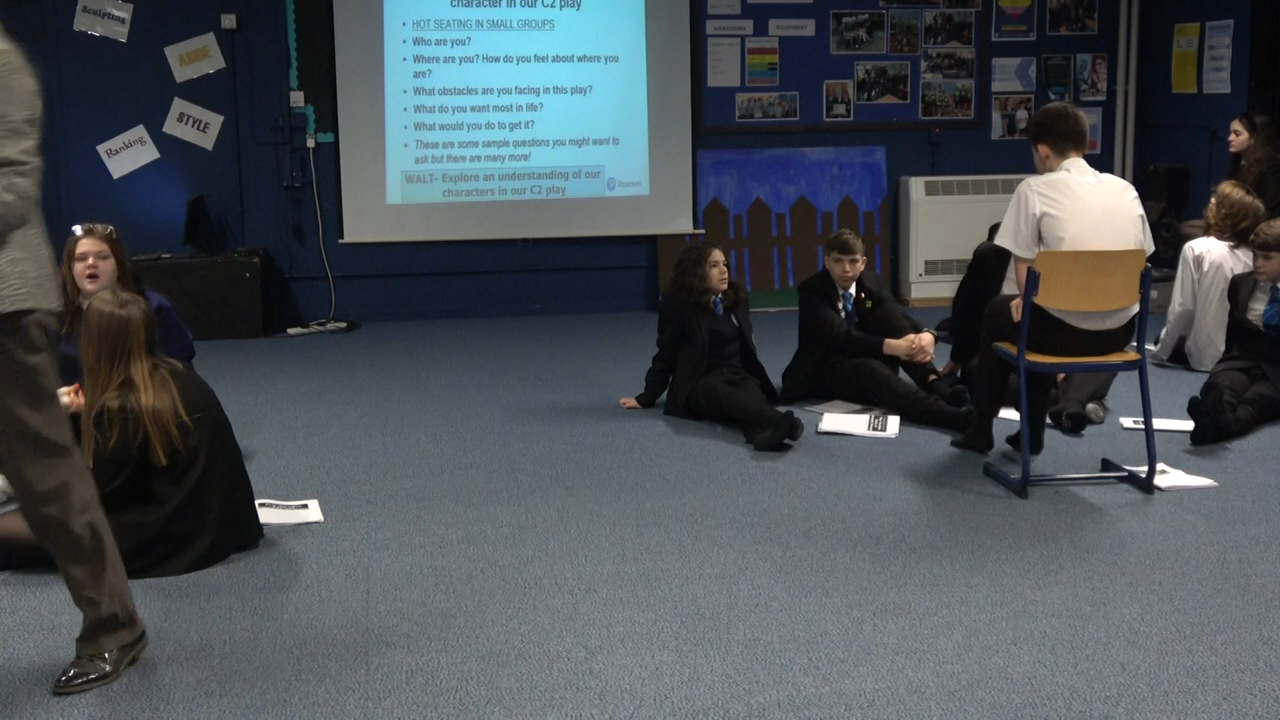 Sculpting
ASIDE
STYLE
Ranking
character in our C2 play
• HOT SEATING IN SMALL GROUPS
• Who are you?
• Where are you? How do you feel about where you
are?
• What obstacles are you facing in this play?
• What do you want most in life?
• What would you do to get it?
• These are some sample questions you might want to
ask but there are many more!
WALT- Explore an understanding of our
characters in our C2 play
Pearson